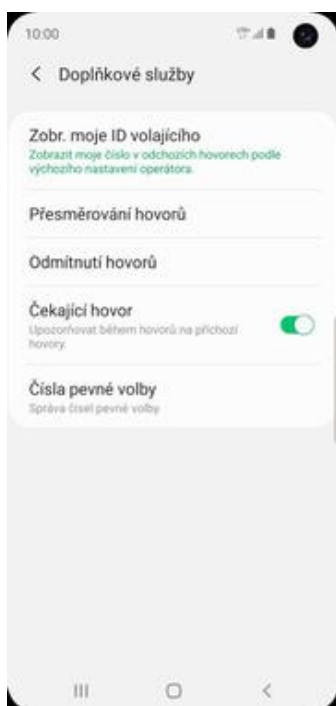 10:00
Doplňkové služby
Zobr. moje ID volajícího
Zobrazit moje číslo v odchozích hovorech podle
výchozího nastavení operátora.
Přesměrování hovorů
Odmítnutí hovorů
Čekající hovor
Upozorňovat během hovorů na příchozí
hovory.
Čísla pevné volby
Správa čísel pevné volby